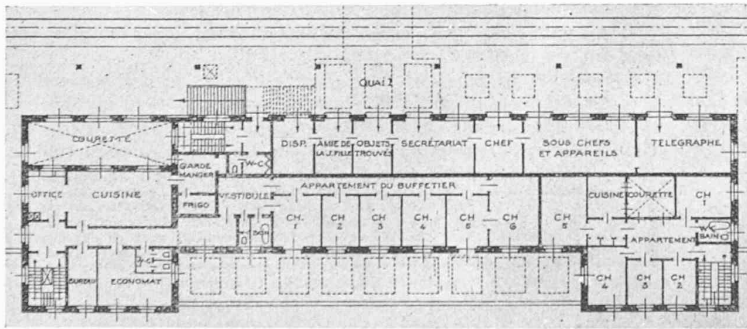 QUAI 2
COURETTE
DISP.
AMIE DE LA J. FILLE
OBJETS TROUVÉS
SECRÉTARIAT
CHEF
SOUS CHEFS ET APPAREILS
TÉLÉGRAPHE
W-C
GARDE MANGER
OFFICE
CUISINE
FRIGO
VESTIBULE
APPARTEMENT DU BUFFETIER
CH. 1
CH 2
CH 3
CH. 4
CH 5
CH 6
CH 5
CUISINE
COURETTE
CH 1
W-C BAIN
APPARTEMENT
CH 4
CH 3
CH 2
BUREAU
ECONOMAT
W-C